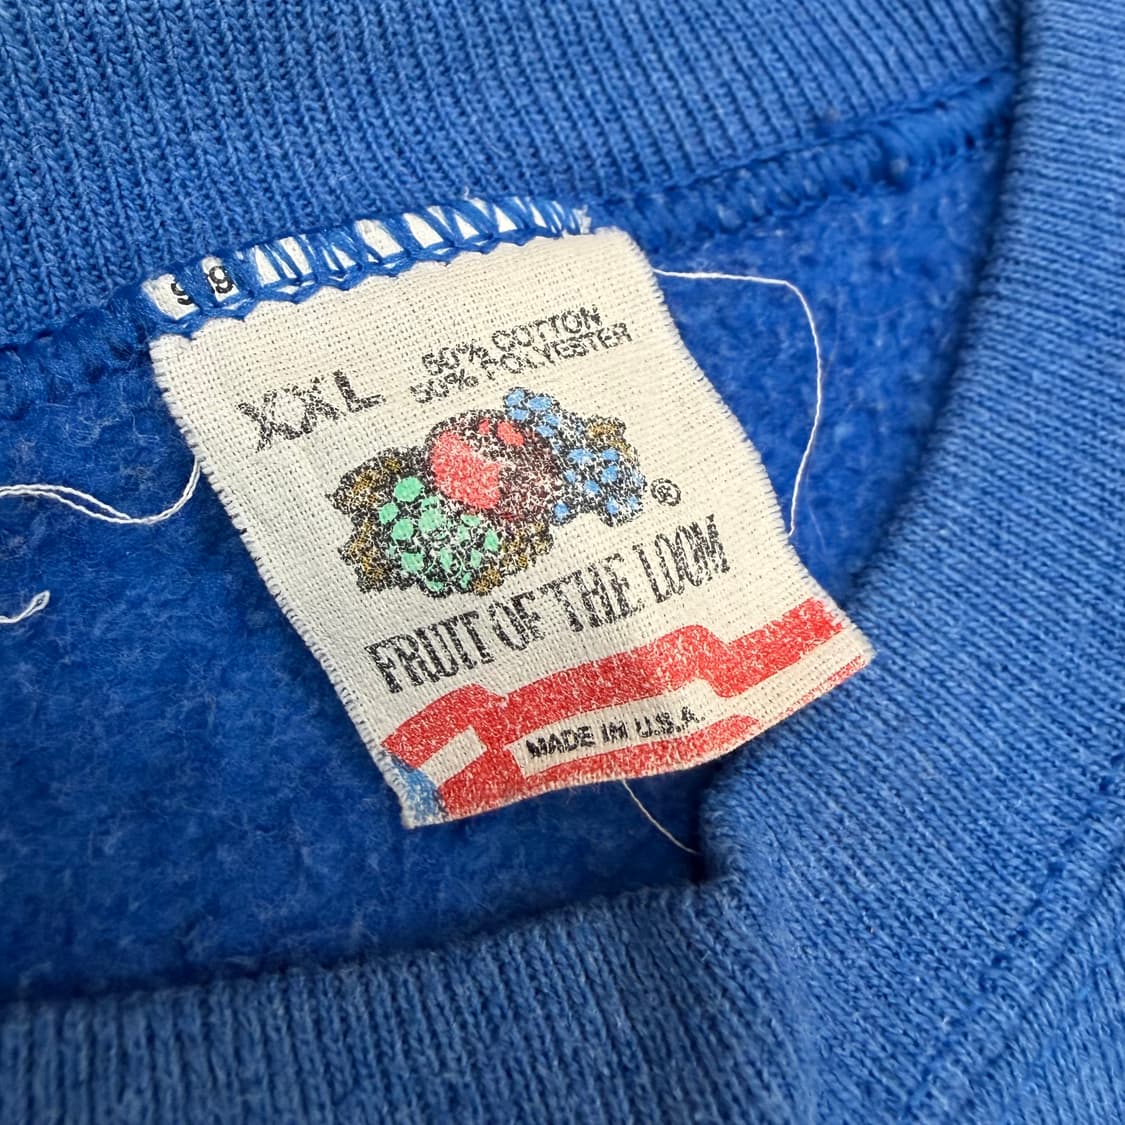 XXL
50% COTTON
50% POLYESTER
®
FRUIT OF THE LOOM
MADE IN U.S.A.